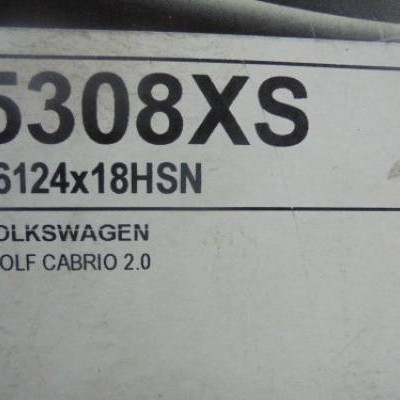 5308XS
6124x18HSN
OLKSWAGEN
OLF CABRIO 2.0